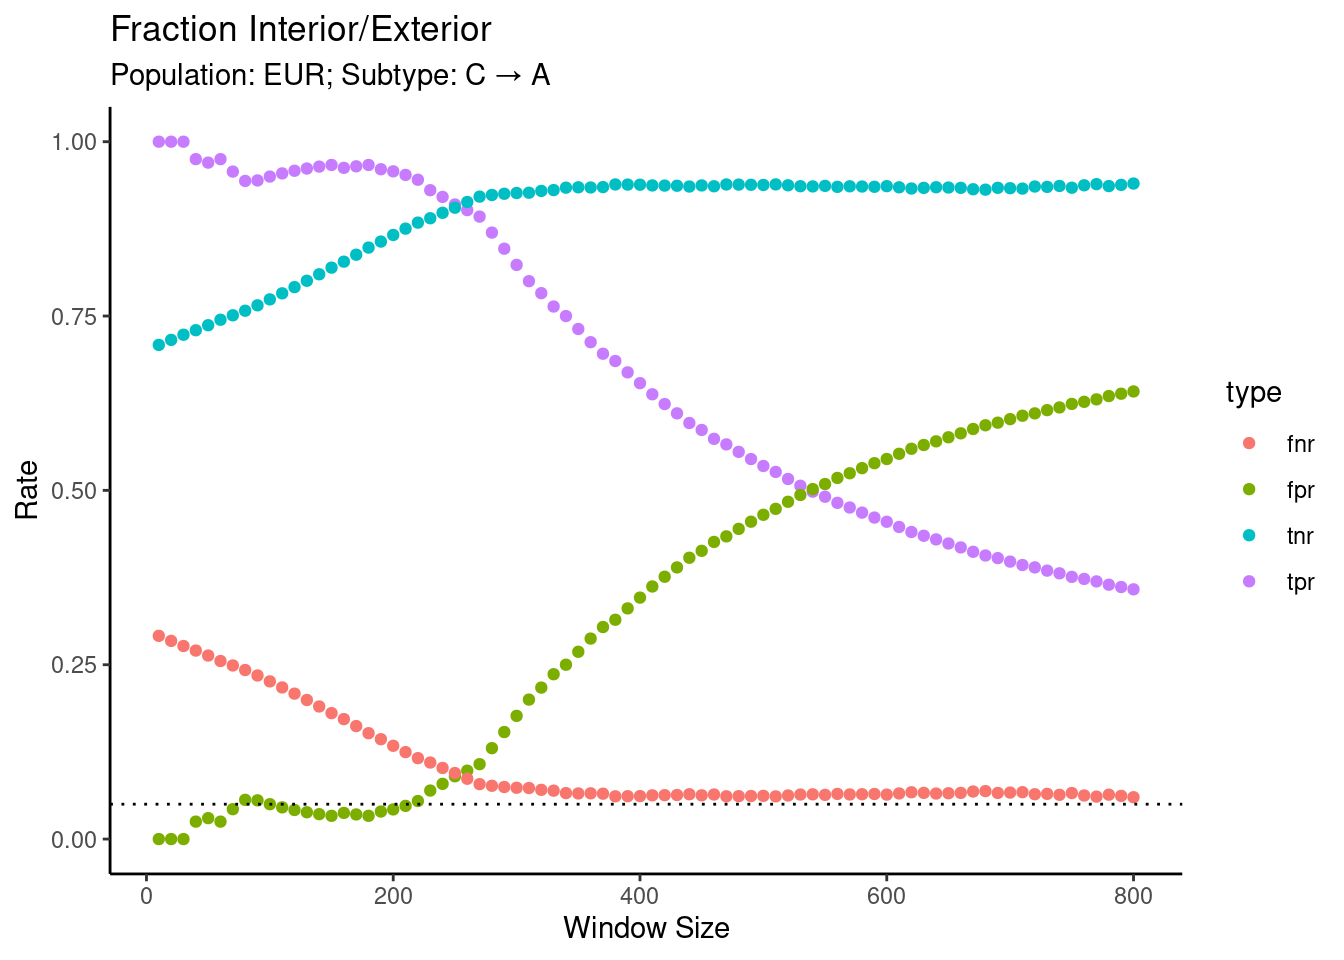 Fraction Interior/Exterior
Population: EUR; Subtype: C → A
1.00
0.75
0.50
0.25
0.00
Rate
0
200
400
600
800
Window Size
type
fnr
fpr
tnr
tpr